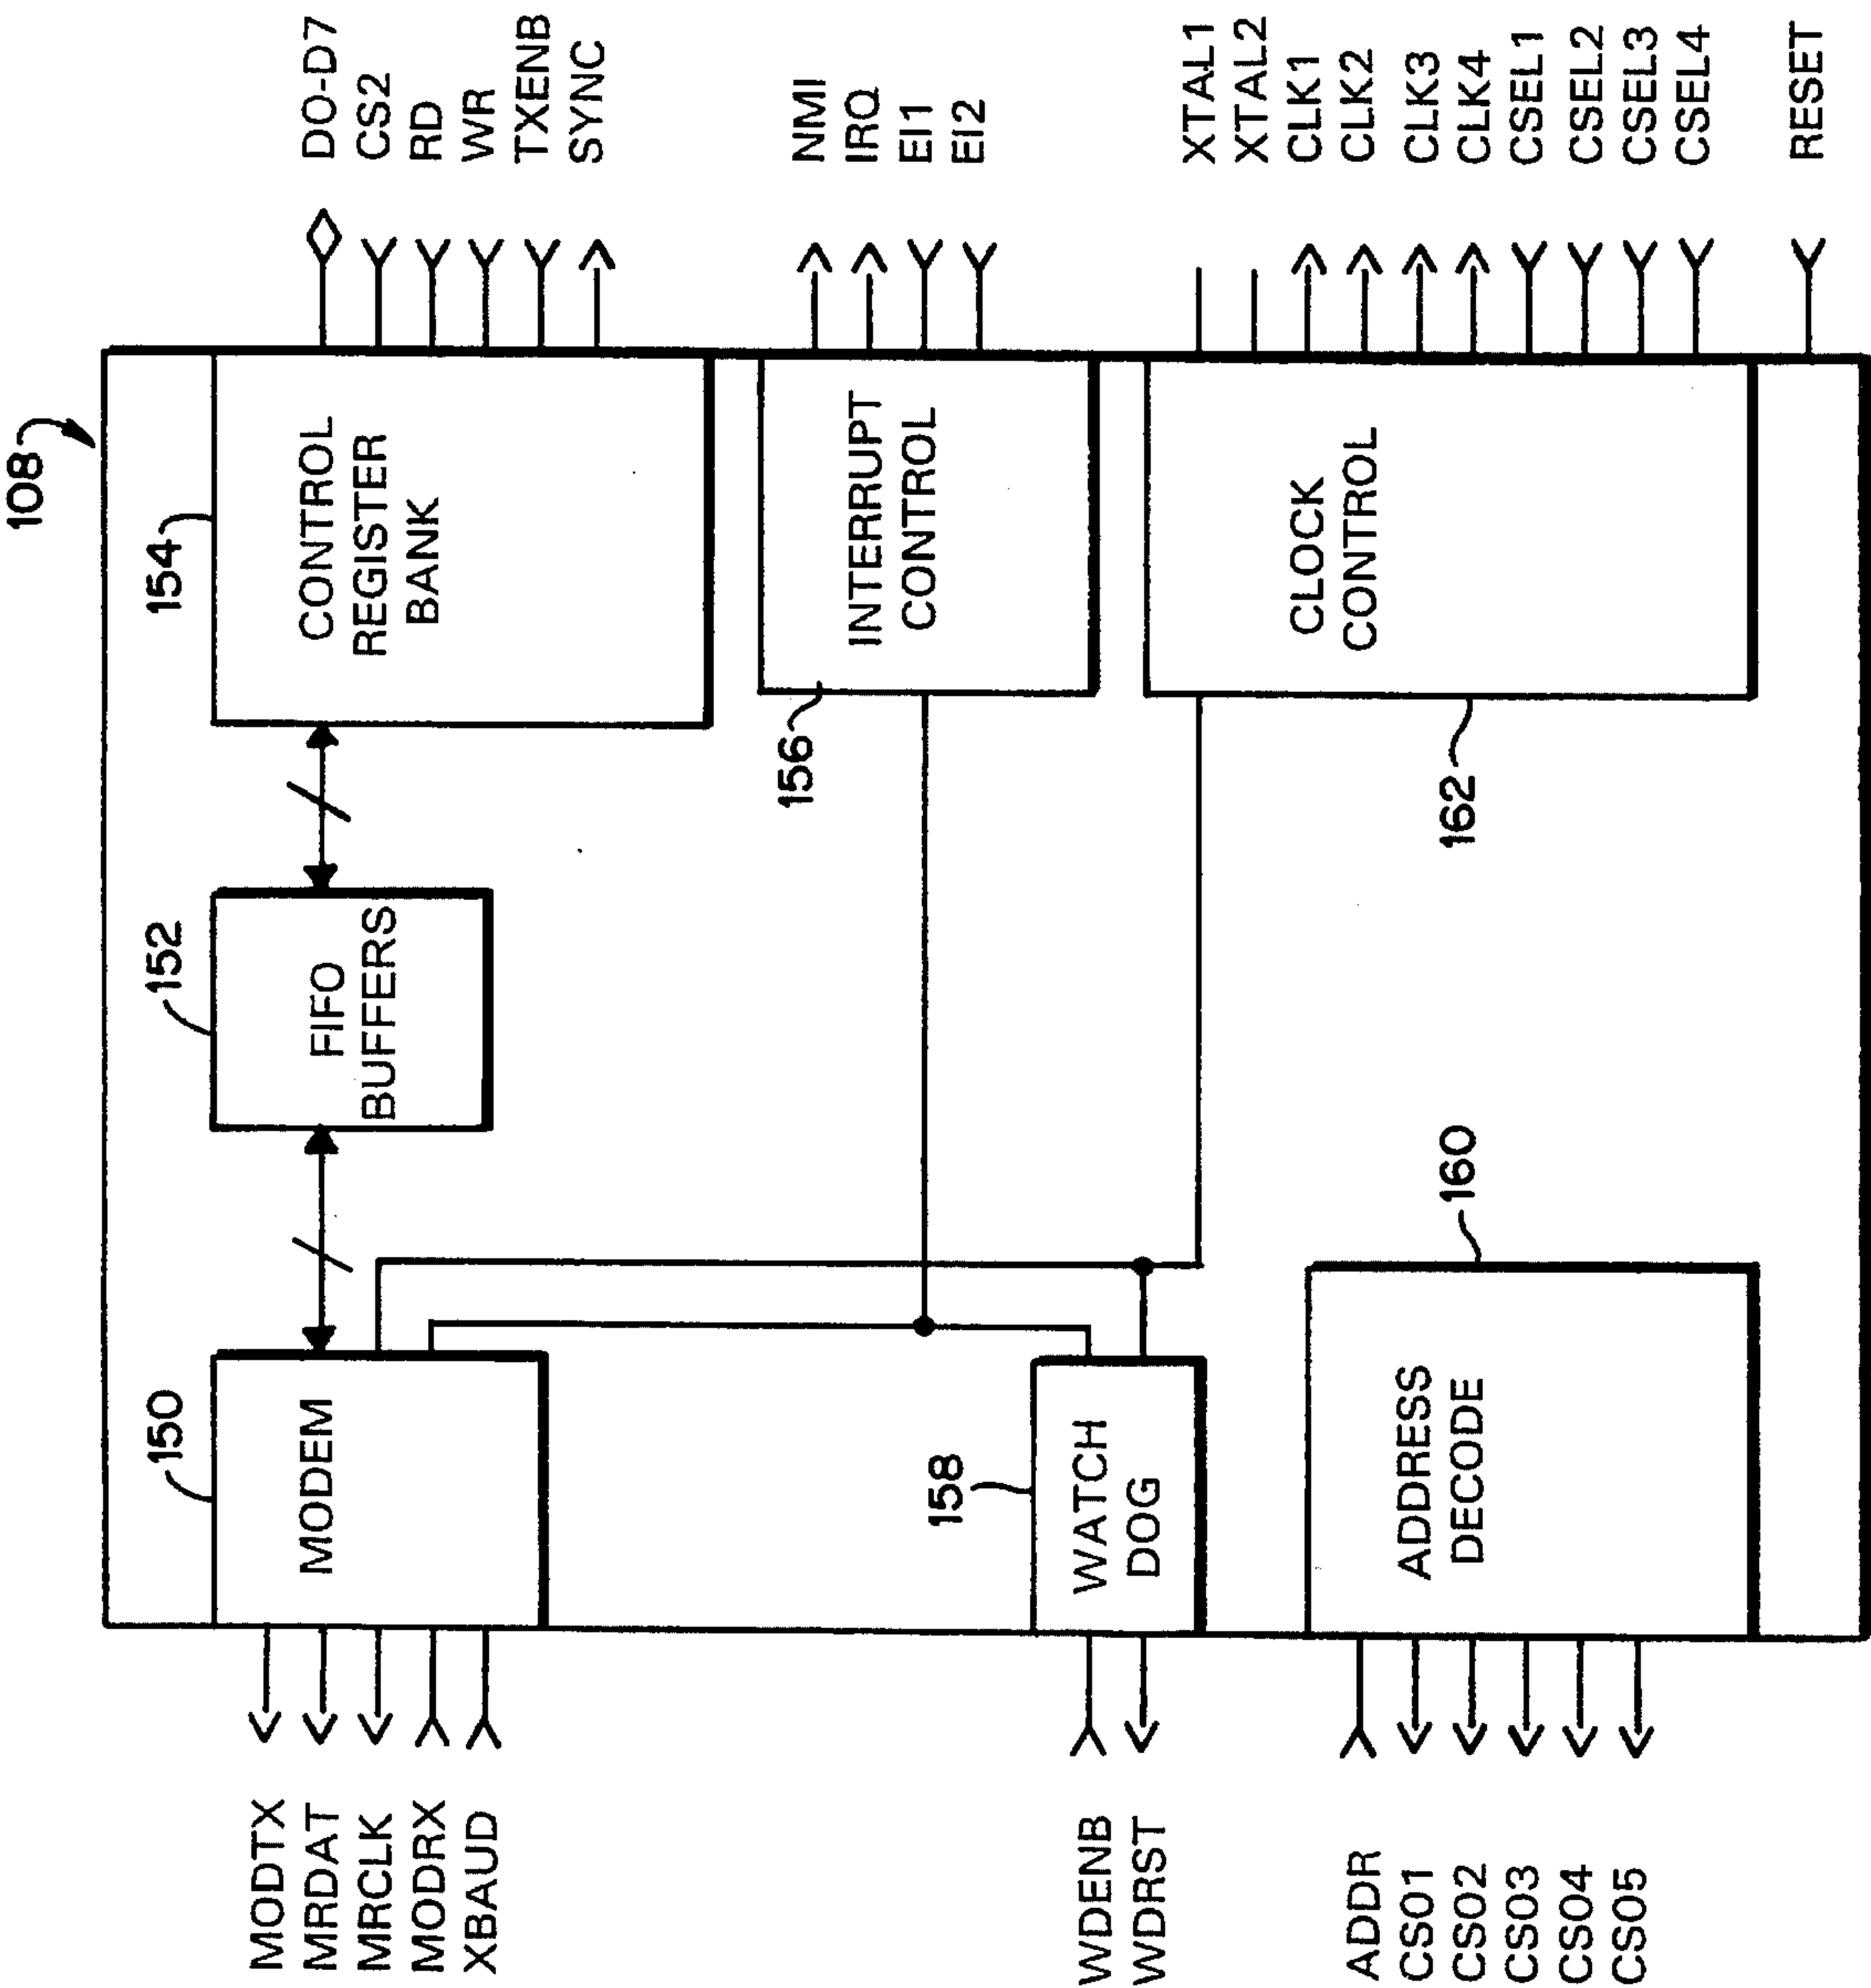 108
MODTX
MRDAT
MRCLK
MODRX
XBAUD
150
MODEM
152
FIFO
BUFFERS
154
CONTROL
REGISTER
BANK
DO-D7
CS2
RD
WR
TXENB
SYNC
156
INTERRUPT
CONTROL
NMI
IRQ
EI1
EI2
WDENB
WDRST
158
WATCH
DOG
162
CLOCK
CONTROL
XTAL1
XTAL2
CLK1
CLK2
CLK3
CLK4
CSEL1
CSEL2
CSEL3
CSEL4
ADDR
CS01
CS02
CS03
CS04
CS05
160
ADDRESS
DECODE
RESET